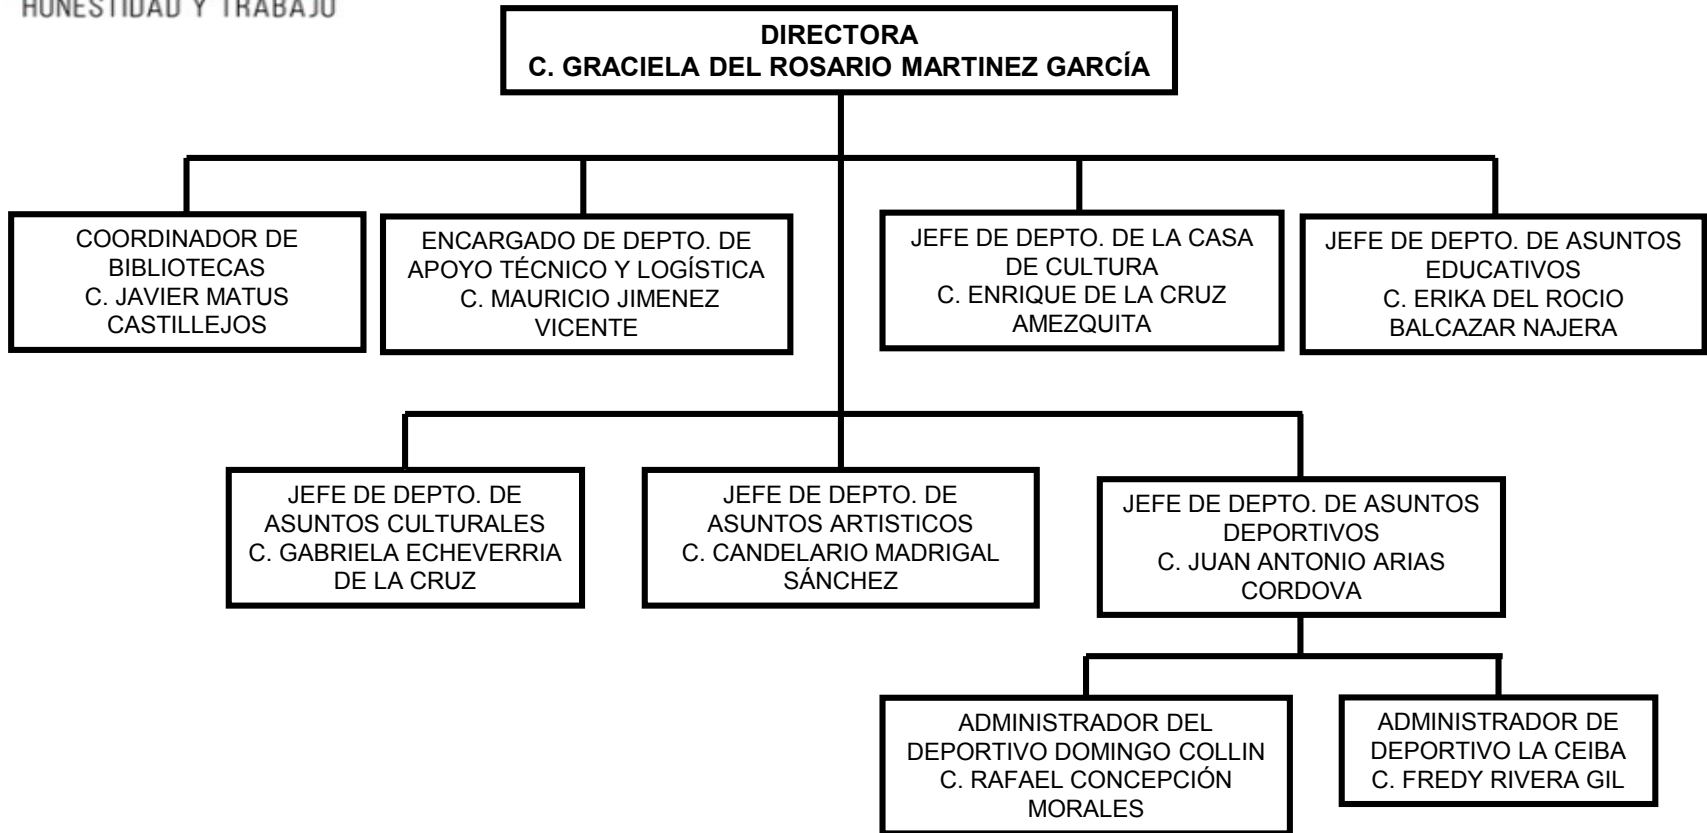 HONESTIDAD Y TRABAJO
DIRECTORA
C. GRACIELA DEL ROSARIO MARTINEZ GARCÍA
COORDINADOR DE
BIBLIOTECAS
C. JAVIER MATUS
CASTILLEJOS
ENCARGADO DE DEPTO. DE
APOYO TÉCNICO Y LOGÍSTICA
C. MAURICIO JIMENEZ
VICENTE
JEFE DE DEPTO. DE LA CASA
DE CULTURA
C. ENRIQUE DE LA CRUZ
AMEZQUITA
JEFE DE DEPTO. DE ASUNTOS
EDUCATIVOS
C. ERIKA DEL ROCIO
BALCAZAR NAJERA
JEFE DE DEPTO. DE
ASUNTOS CULTURALES
C. GABRIELA ECHEVERRIA
DE LA CRUZ
JEFE DE DEPTO. DE
ASUNTOS ARTISTICOS
C. CANDELARIO MADRIGAL
SÁNCHEZ
JEFE DE DEPTO. DE ASUNTOS
DEPORTIVOS
C. JUAN ANTONIO ARIAS
CORDOVA
ADMINISTRADOR DEL
DEPORTIVO DOMINGO COLLIN
C. RAFAEL CONCEPCIÓN
MORALES
ADMINISTRADOR DE
DEPORTIVO LA CEIBA
C. FREDY RIVERA GIL